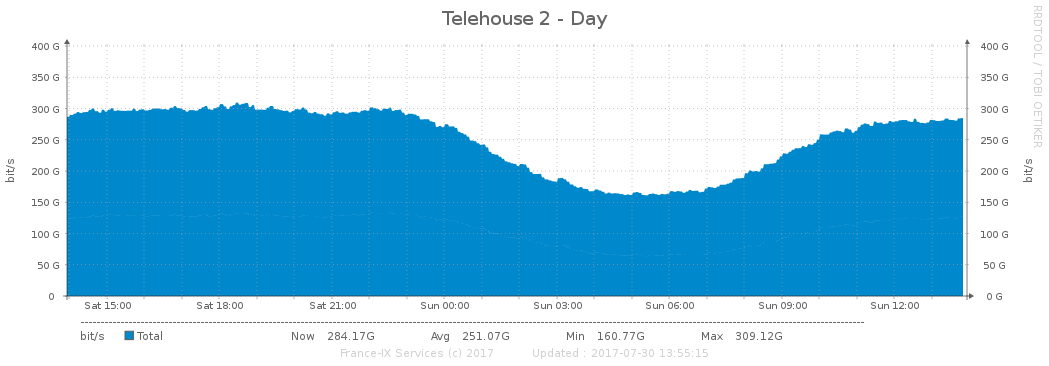 Telehouse 2 - Day
RRDTOOL / TOBI OETIKER
bit/s
bit/s
400 G 400 G
350 G 350 G
300 G 300 G
250 G 250 G
200 G 200 G
150 G 150 G
100 G 100 G
50 G 50 G
0 0 G
Sat 15:00 Sat 18:00 Sat 21:00 Sun 00:00 Sun 03:00 Sun 06:00 Sun 09:00 Sun 12:00
bit/s Total Now 284.17G Avg 251.07G Min 160.77G Max 309.12G
France-IX Services (c) 2017 Updated : 2017-07-30 13:55:15